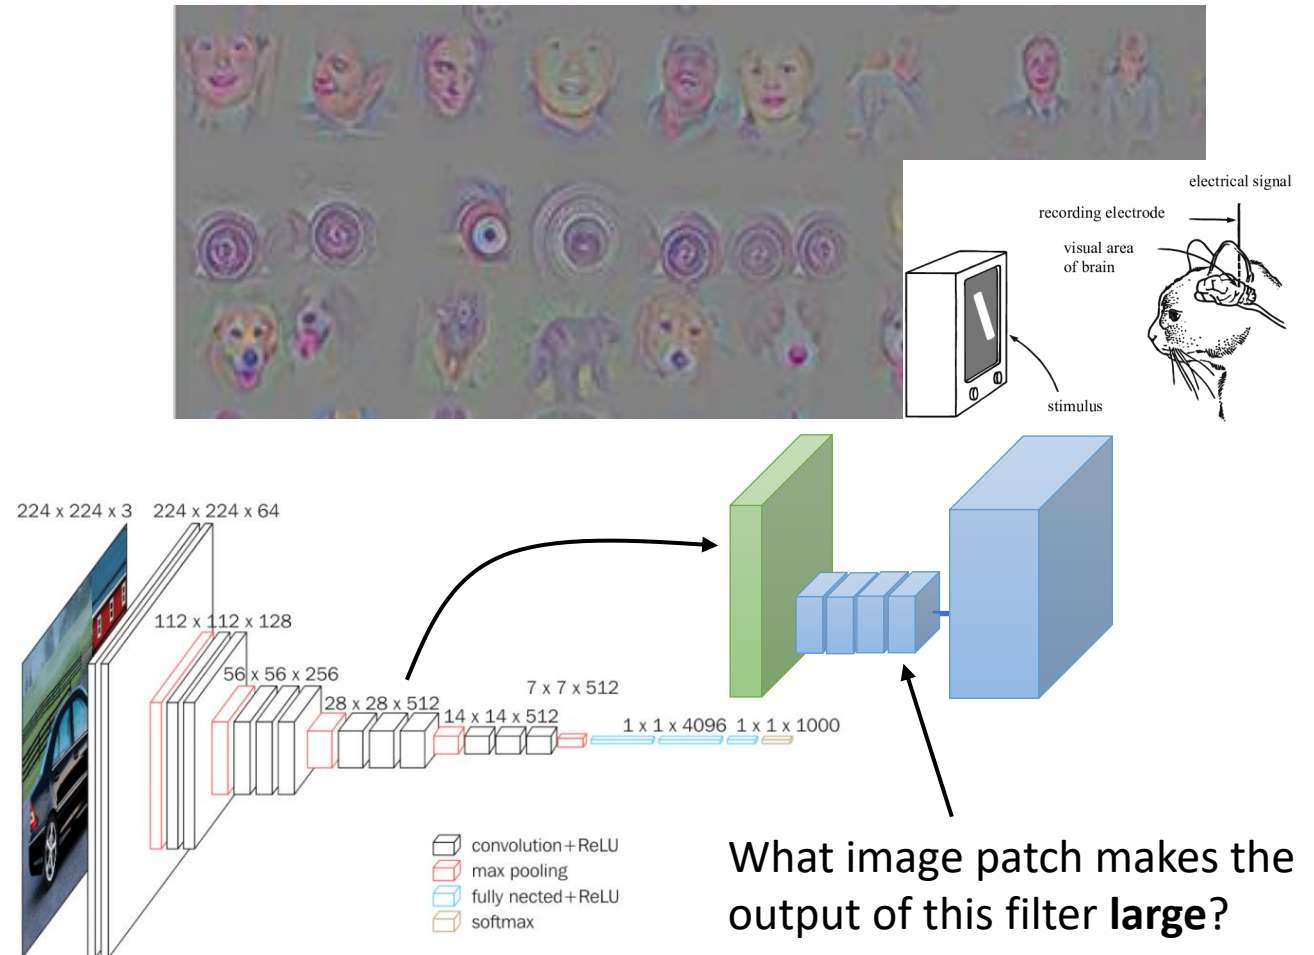 electrical signal
recording electrode
visual area
of brain
stimulus
224 x 224 x 3
224 x 224 x 64
112 x 112 x 128
56 x 56 x 256
28 x 28 x 512
7 x 7 x 512
14 x 14 x 512
1 x 1 x 4096
1 x 1 x 1000
convolution+ReLU
max pooling
fully nected+ReLU
softmax
What image patch makes the
output of this filter large?